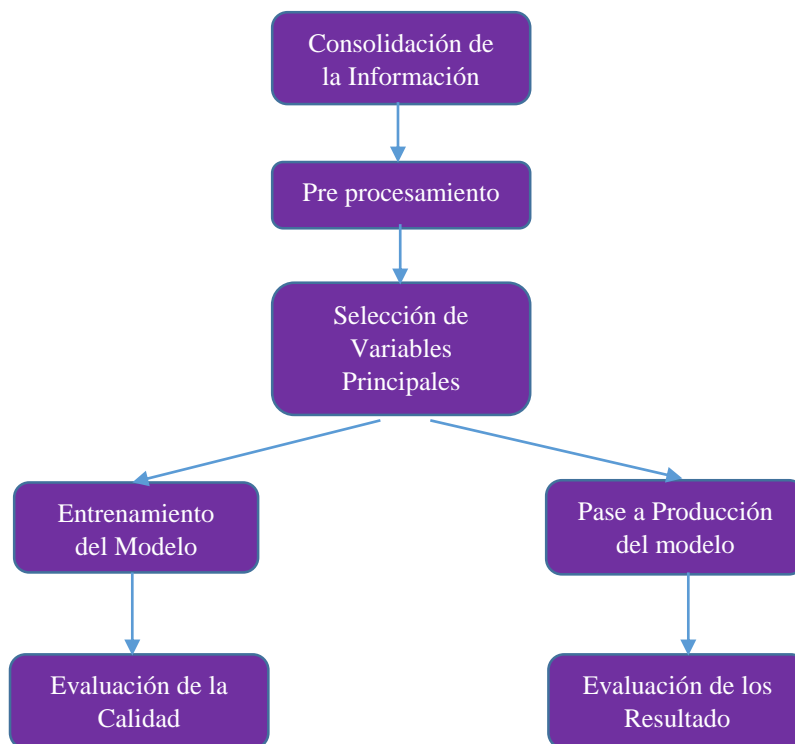 Consolidación de
la Información
Pre procesamiento
Selección de
Variables
Principales
Entrenamiento
del Modelo
Pase a Producción
del modelo
Evaluación de la
Calidad
Evaluación de los
Resultado